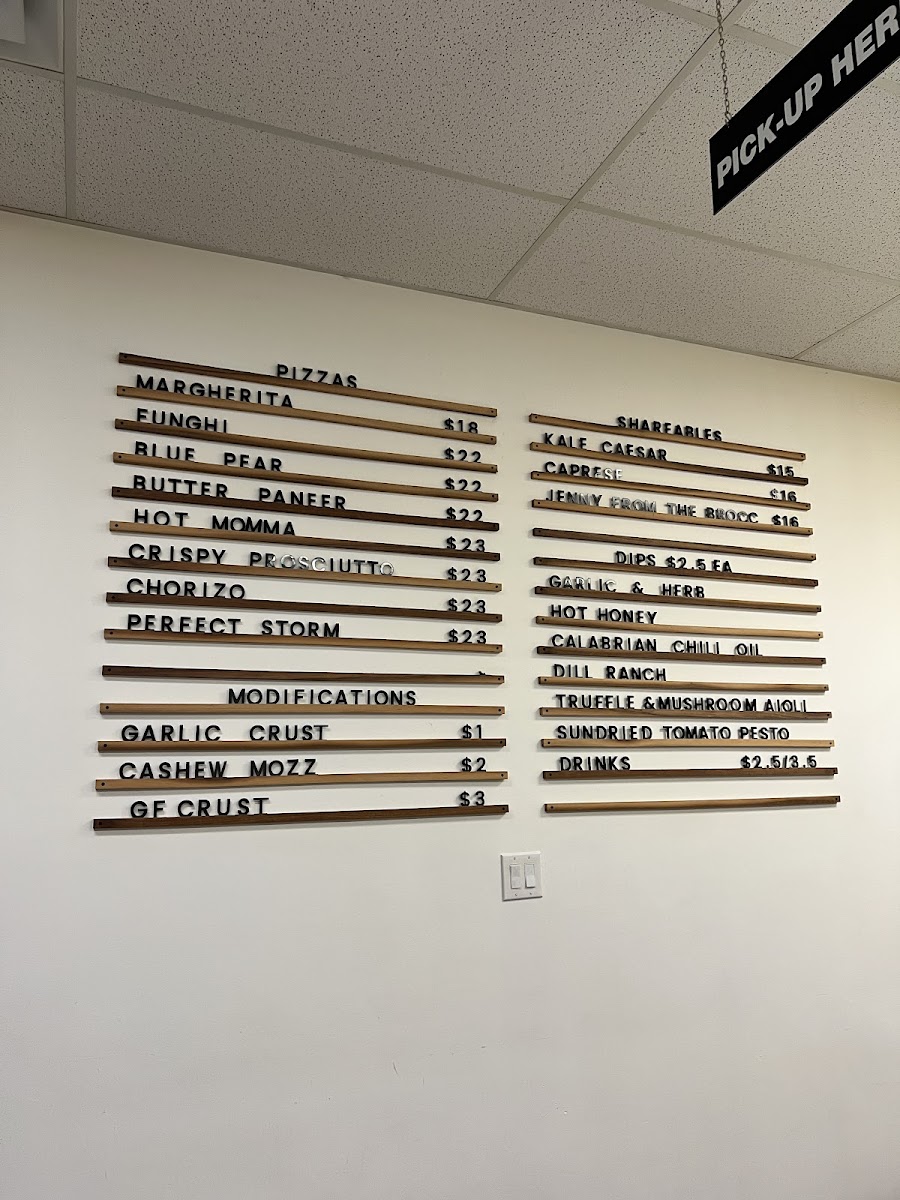 PICK-UP HER
PIZZAS
MARGHERITA $18
FUNGHI $22
BLUE PEAR $22
BUTTER PANEER $22
HOT MOMMA $23
CRISPY PROSCIUTTO $23
CHORIZO $23
PERFECT STORM $23
MODIFICATIONS
GARLIC CRUST $1
CASHEW MOZZ $2
GF CRUST $3
SHAREABLES
KALE CAESAR $15
CAPRESE $16
JENNY FROM THE BROCC $16
DIPS $2.5 EA
GARLIC & HERB
HOT HONEY
CALABRIAN CHILI OIL
DILL RANCH
TRUFFLE & MUSHROOM AIOLI
SUNDRIED TOMATO PESTO
DRINKS $2.5/3.5